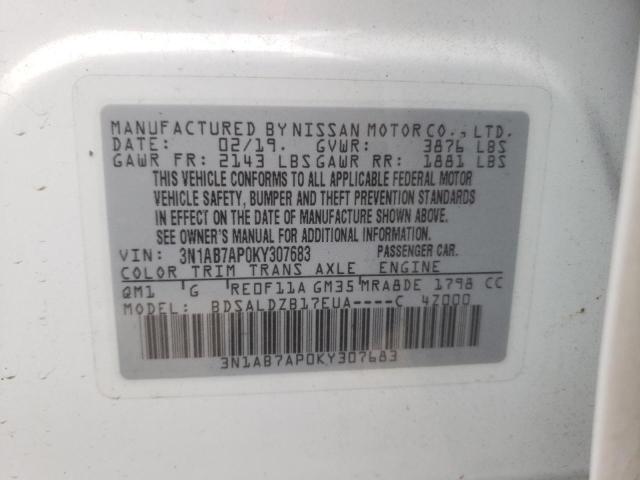 MANUFACTURED BY NISSAN MOTOR CO., LTD.
DATE: 02/19. GVWR: 3876 LBS
GAWR FR: 2143 LBS GAWR RR: 1881 LBS
THIS VEHICLE CONFORMS TO ALL APPLICABLE FEDERAL MOTOR
VEHICLE SAFETY, BUMPER AND THEFT PREVENTION STANDARDS
IN EFFECT ON THE DATE OF MANUFACTURE SHOWN ABOVE.
SEE OWNER'S MANUAL FOR ADDITIONAL INFORMATION.
VIN: 3N1AB7AP0KY307683 PASSENGER CAR.
COLOR TRIM TRANS AXLE ENGINE
QM1 'G RE0F11A GM35 MRA8DE 1798 CC
MODEL: BDSALDZB17EUA----C 4Z000
3N1AB7AP0KY307683